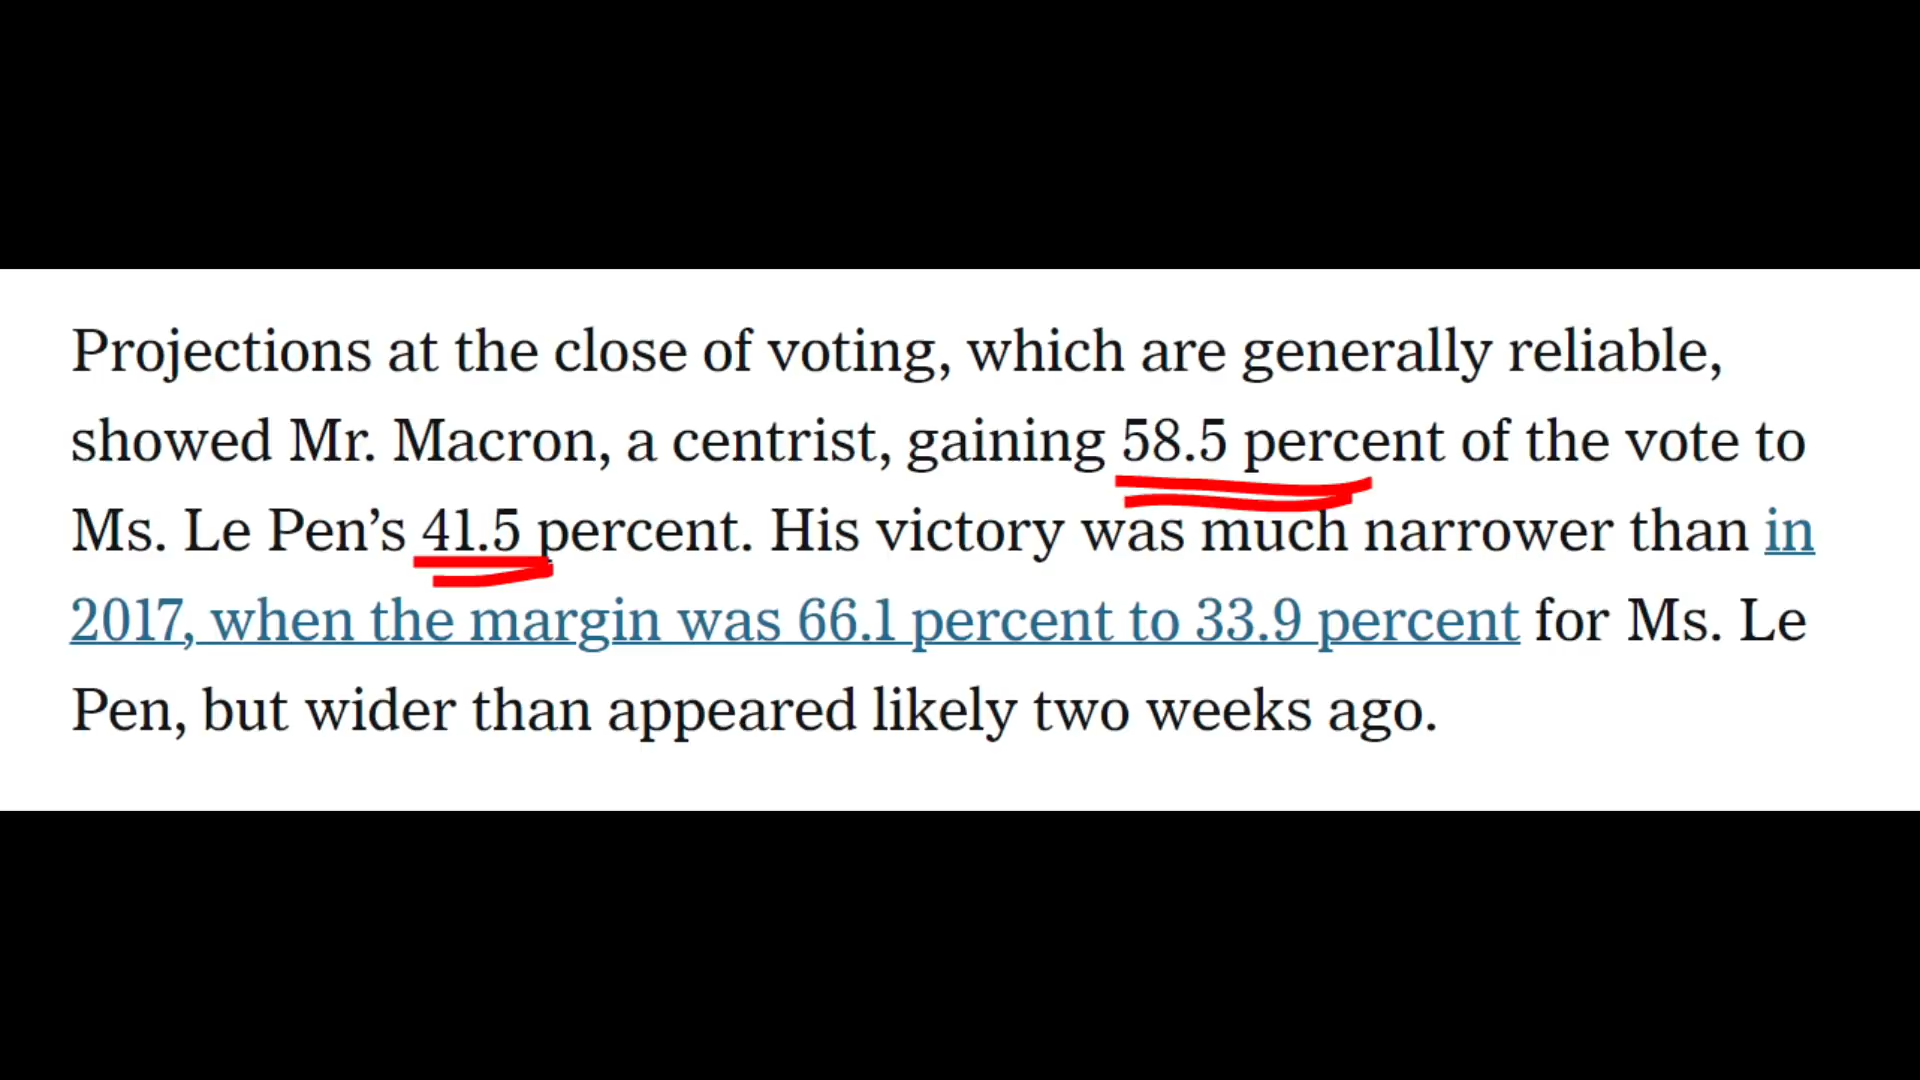 Projections at the close of voting, which are generally reliable,
showed Mr. Macron, a centrist, gaining 58.5 percent of the vote to
Ms. Le Pen’s 41.5 percent. His victory was much narrower than in
2017, when the margin was 66.1 percent to 33.9 percent for Ms. Le
Pen, but wider than appeared likely two weeks ago.